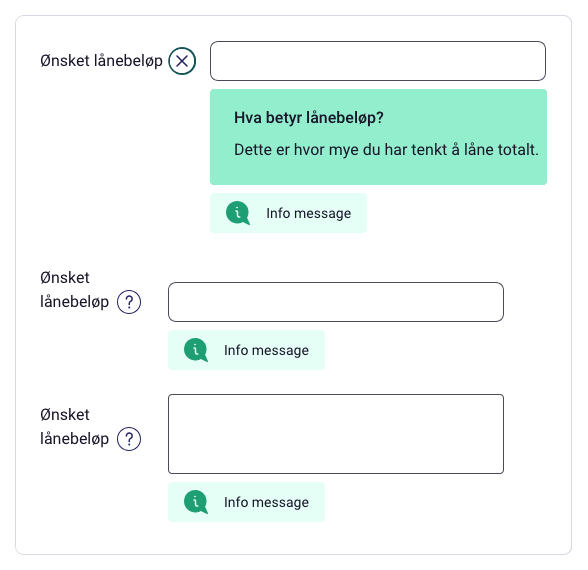 Ønsket lånebeløp
Hva betyr lånebeløp?
Dette er hvor mye du har tenkt å låne totalt.
Info message
Ønsket
lånebeløp ?
Info message
Ønsket
lånebeløp ?
Info message